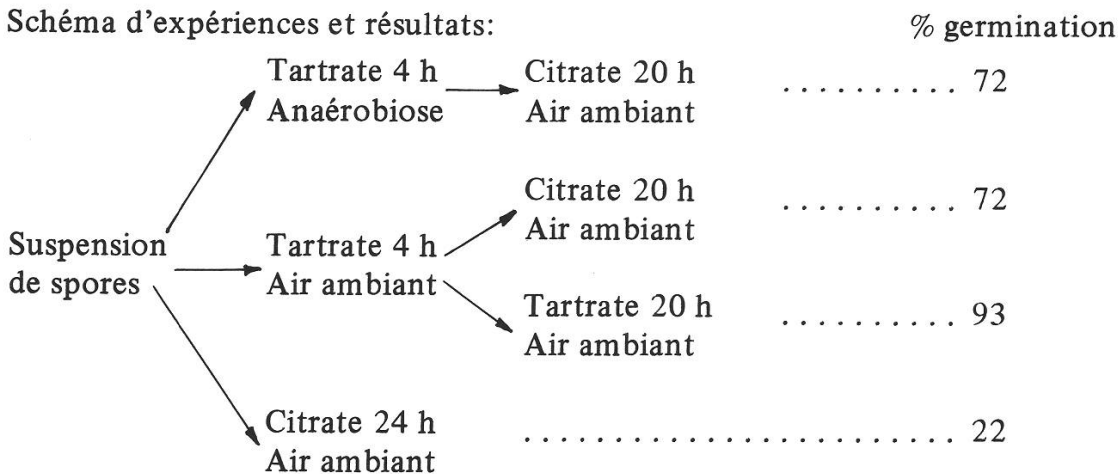 Schéma d'expériences et résultats: % germination
Tartrate 4 h Citrate 20 h . . . . . . . . . . 72
Anaérobiose Air ambiant
Citrate 20 h . . . . . . . . . . 72
Air ambiant
Suspension Tartrate 4 h
de spores Air ambiant
Tartrate 20 h . . . . . . . . . . 93
Air ambiant
Citrate 24 h . . . . . . . . . . . . . . . . . . . . . . . . 22
Air ambiant